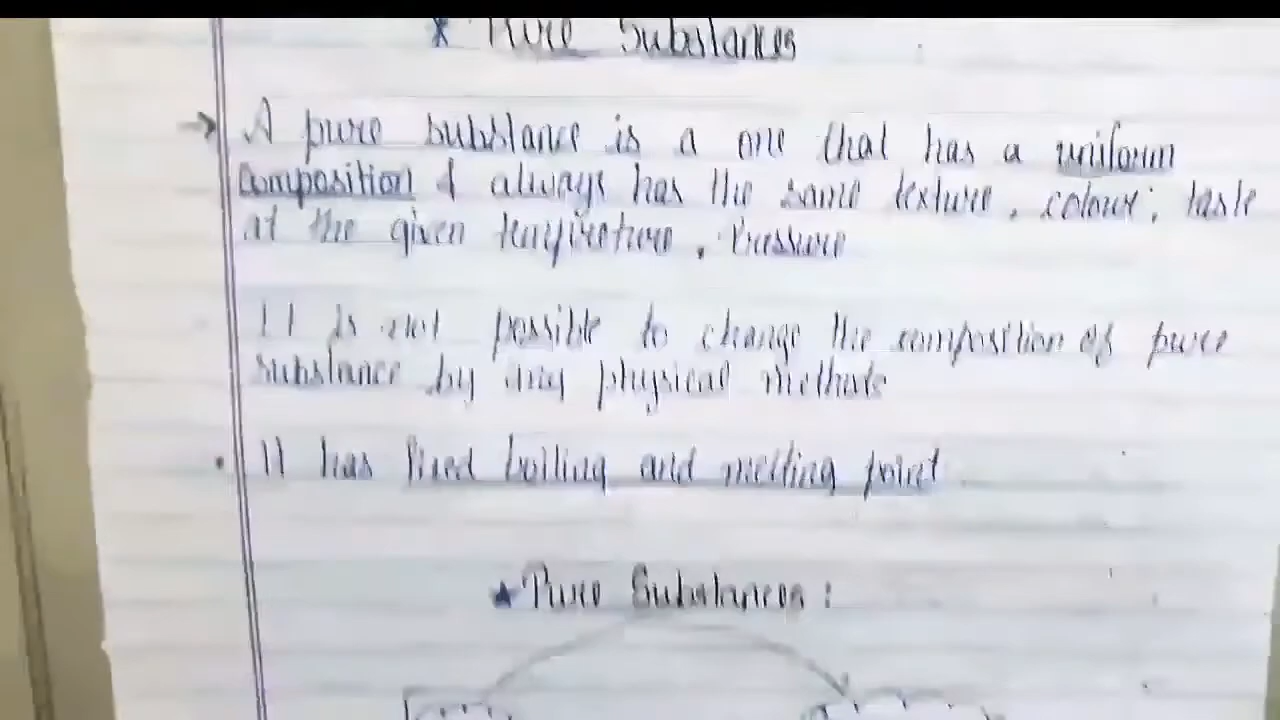 * Pure Substances
→ A pure substance is a one that has a uniform
composition & always has the same texture, colour, taste
at the given tempreture, Pressure
It is not possible to change the composition of pure
substance by any physical methods
• It has fixed boiling and melting point
★ Pure Substances :